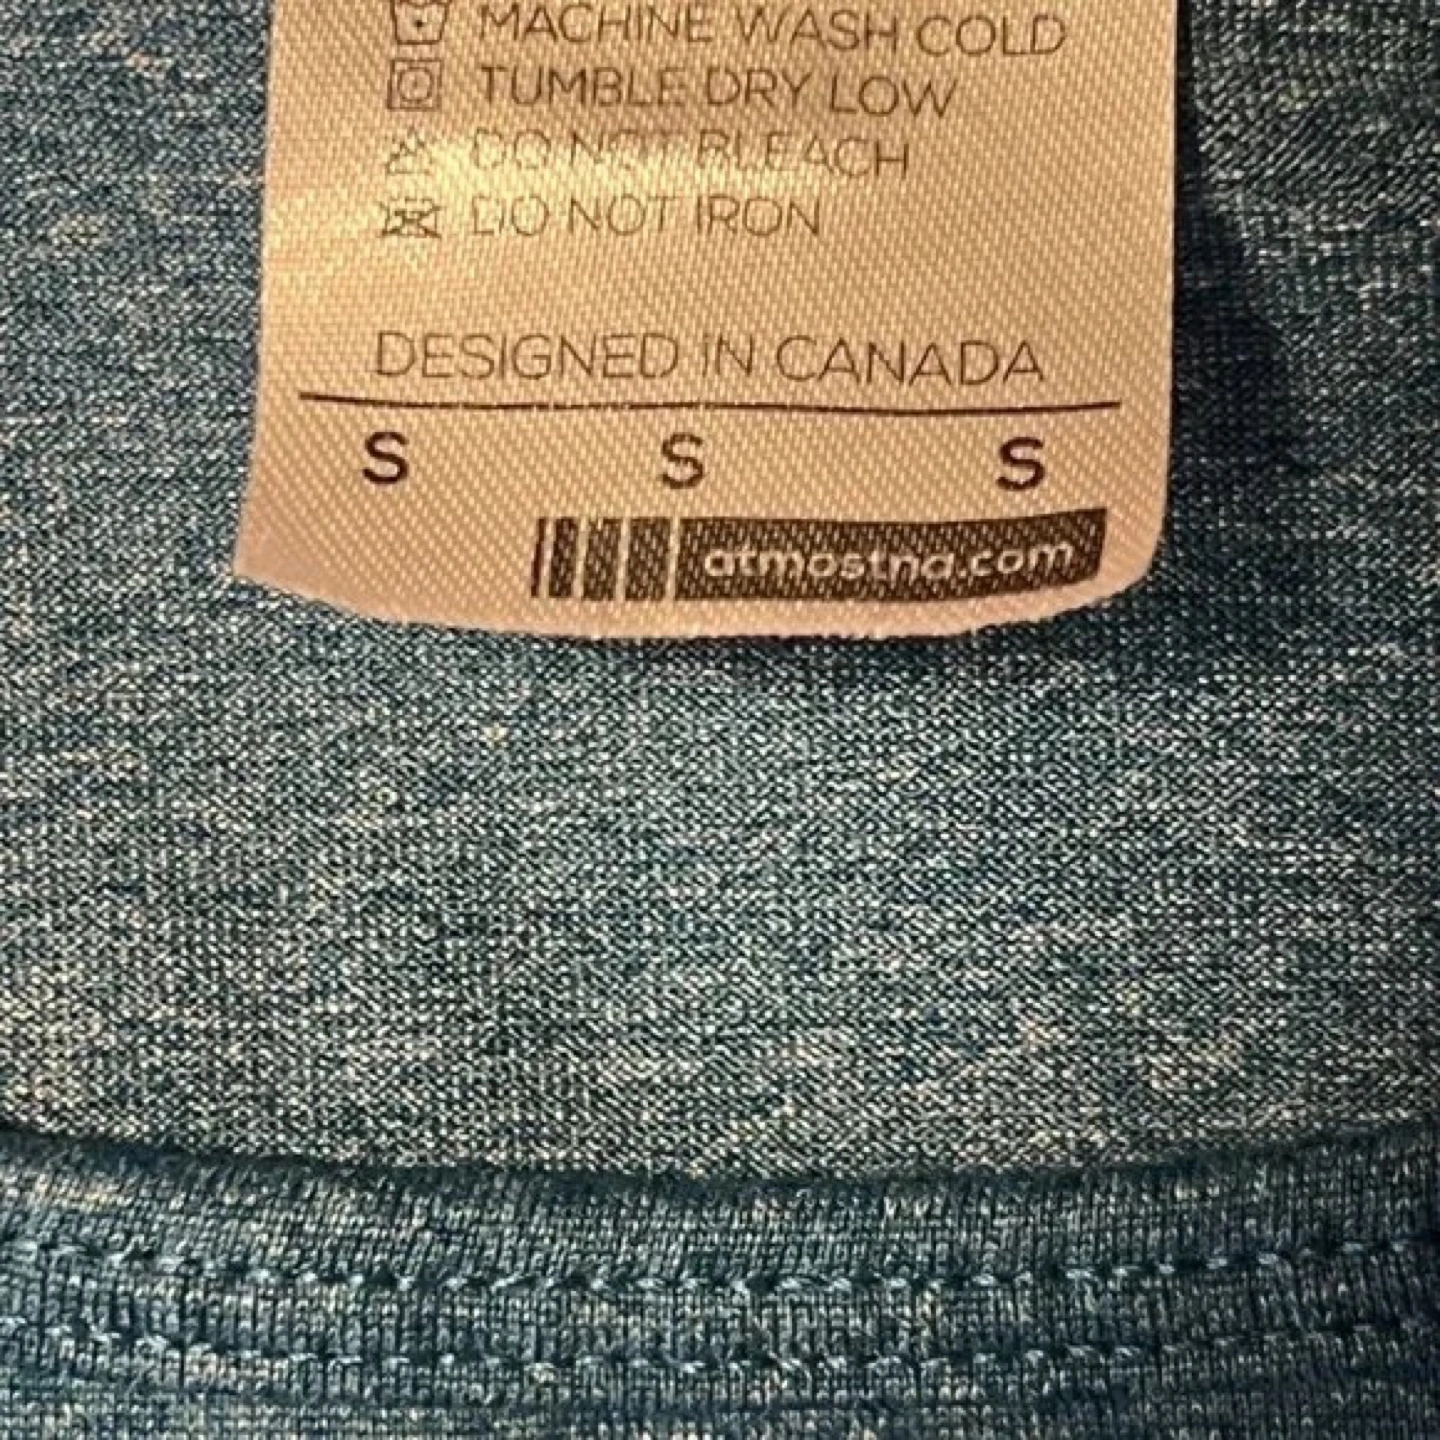 MACHINE WASH COLD
TUMBLE DRY LOW
DO NOT BLEACH
DO NOT IRON
DESIGNED IN CANADA
S S S
atmostna.com